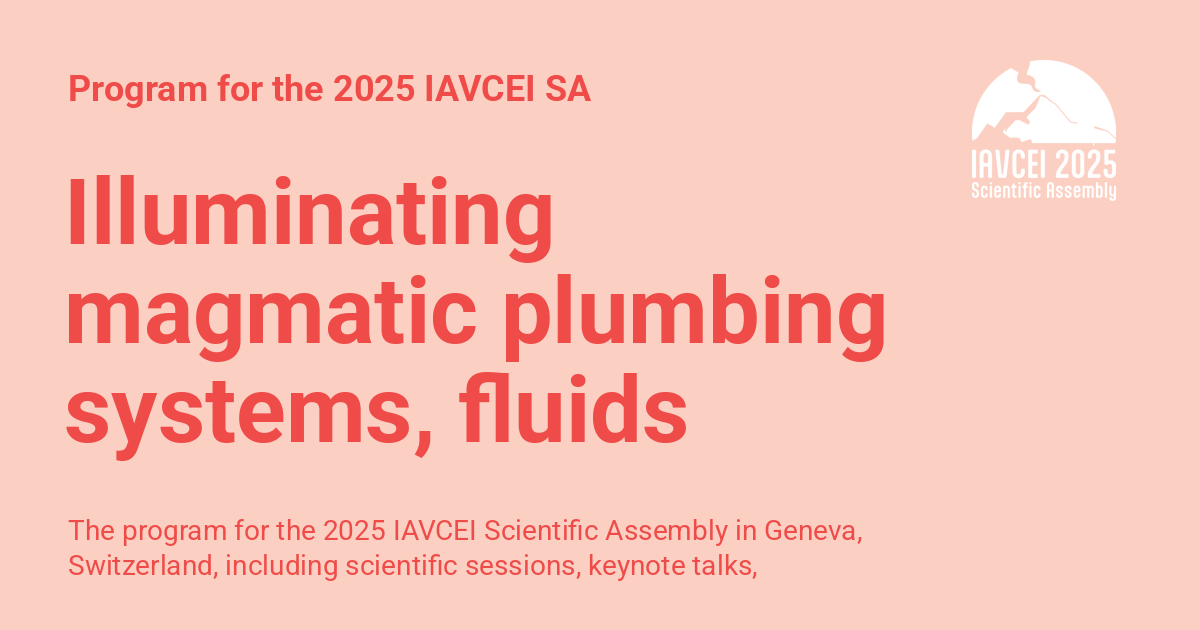 Program for the 2025 IAVCEI SA
IAVCEI 2025
Scientific Assembly
Illuminating
magmatic plumbing
systems, fluids
The program for the 2025 IAVCEI Scientific Assembly in Geneva,
Switzerland, including scientific sessions, keynote talks,